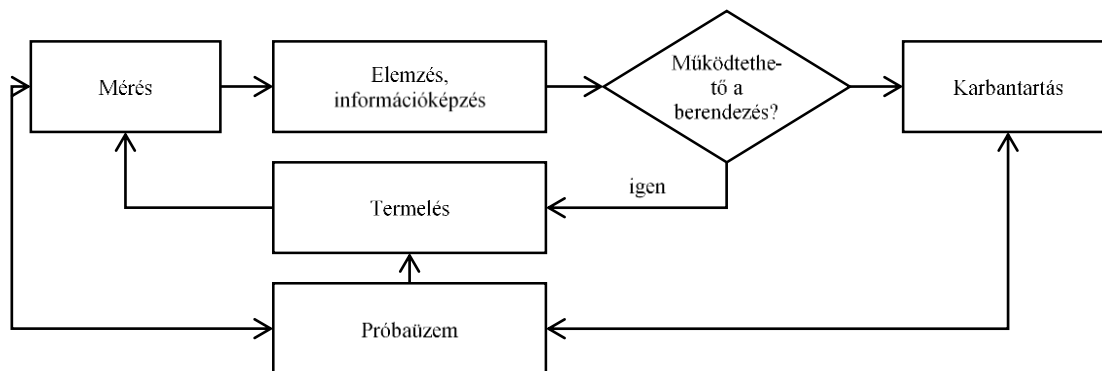 Mérés
Elemzés,
információképzés
Működtethe-
tő a
berendezés?
Karbantartás
igen
Termelés
Próbaüzem